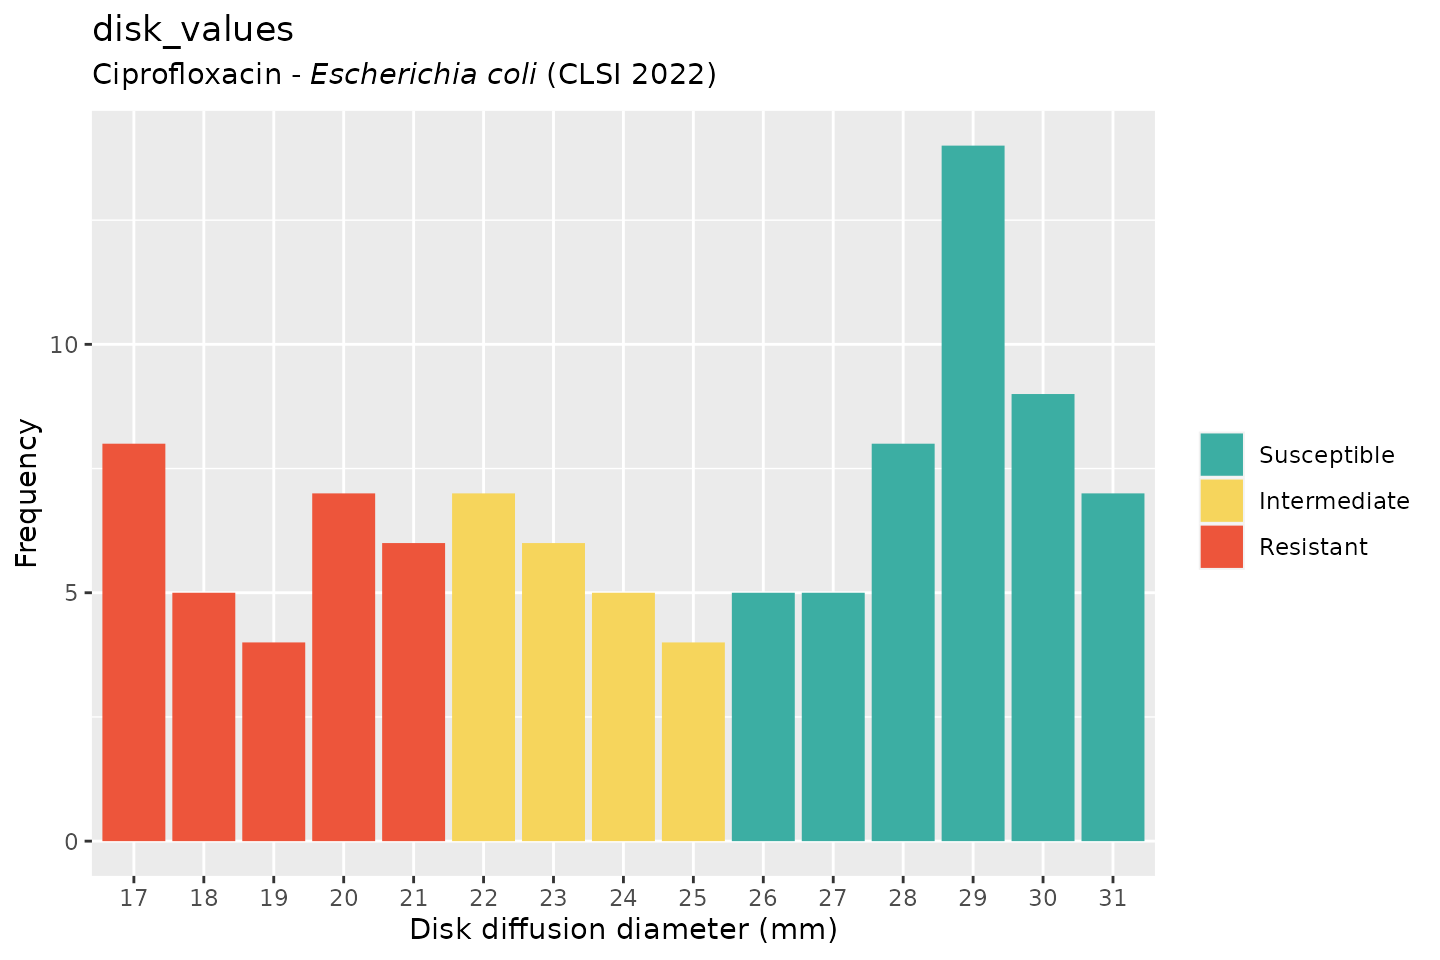 disk_values
Ciprofloxacin - Escherichia coli (CLSI 2022)
Frequency
10
5
0
17 18 19 20 21 22 23 24 25 26 27 28 29 30 31
Disk diffusion diameter (mm)
Susceptible
Intermediate
Resistant